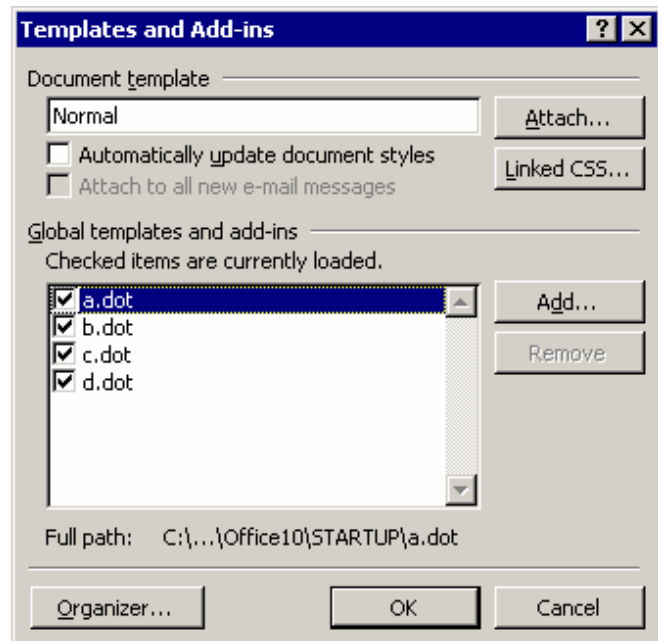 Templates and Add-ins
Document template
Normal
Attach...
Automatically update document styles
Attach to all new e-mail messages
Linked CSS...
Global templates and add-ins
Checked items are currently loaded.
a.dot
b.dot
c.dot
d.dot
Add...
Remove
Full path: C:\...\Office10\STARTUP\a.dot
Organizer...
OK
Cancel